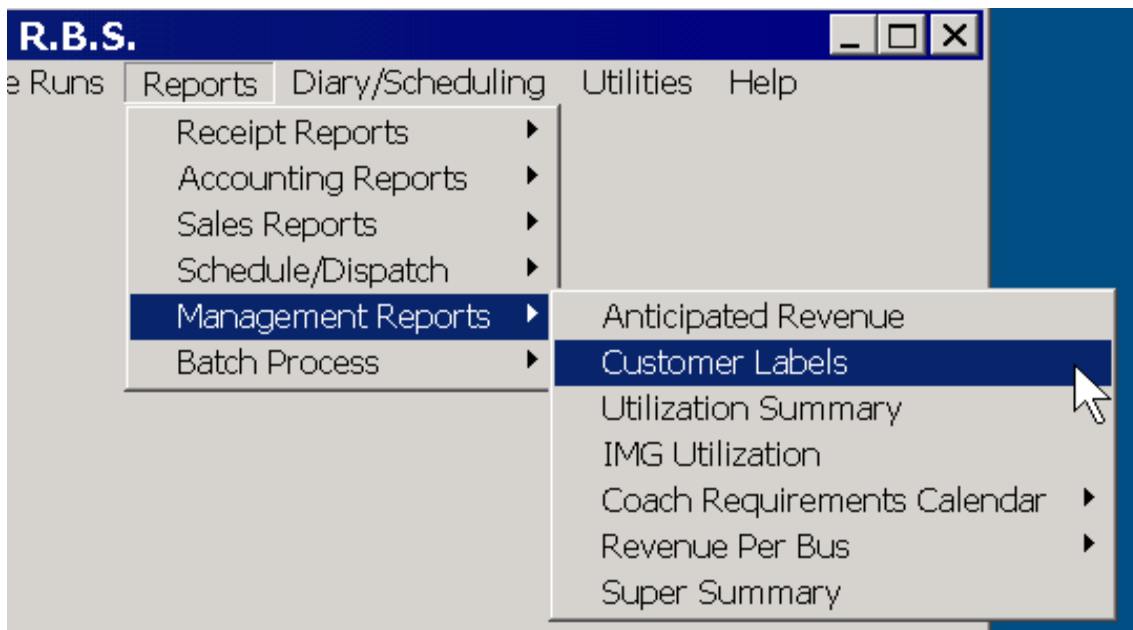 R.B.S.
e Runs Reports Diary/Scheduling Utilities Help
Receipt Reports
Accounting Reports
Sales Reports
Schedule/Dispatch
Management Reports
Batch Process
Anticipated Revenue
Customer Labels
Utilization Summary
IMG Utilization
Coach Requirements Calendar
Revenue Per Bus
Super Summary